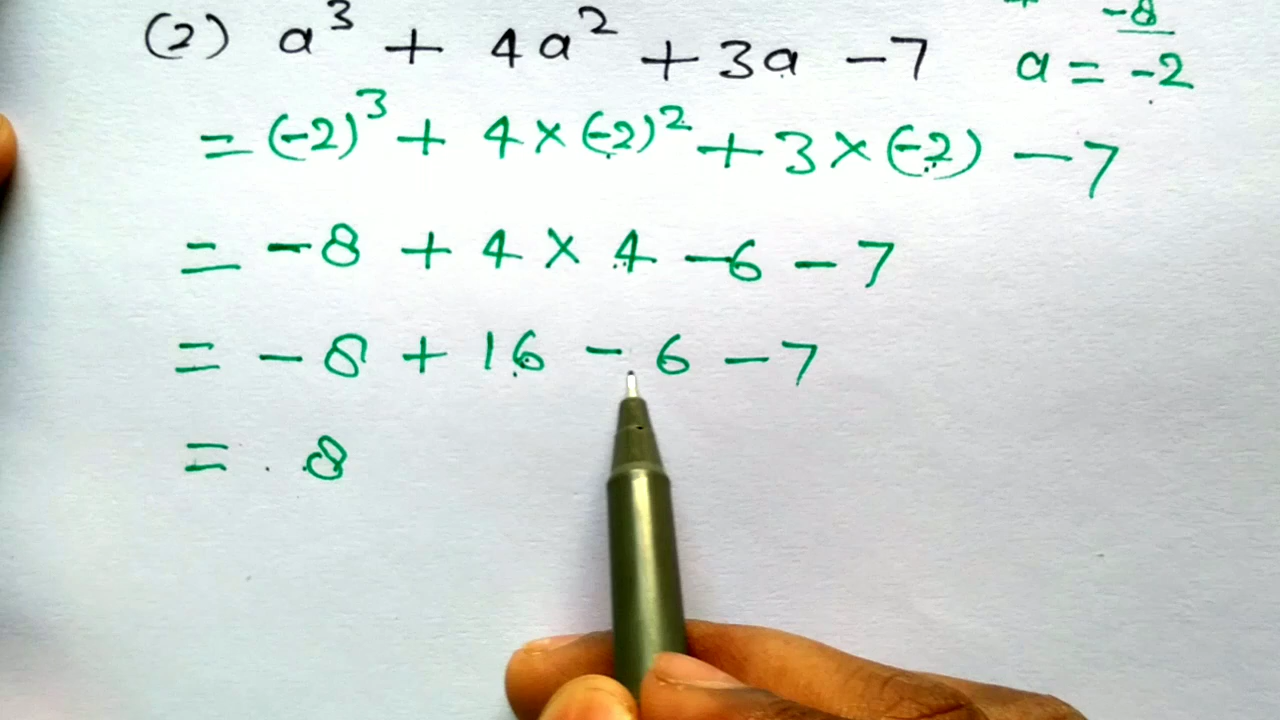 -8
(2) a³ + 4a² + 3a - 7
a = -2
= (-2)³ + 4 × (-2)² + 3 × (-2) - 7
= -8 + 4 × 4 - 6 - 7
= -8 + 16 - 6 - 7
= 8